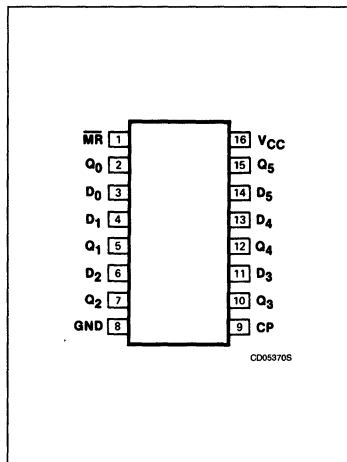 M̅R̅ 1 16 VCC
Q0 2 15 Q5
D0 3 14 D5
D1 4 13 D4
Q1 5 12 Q4
D2 6 11 D3
Q2 7 10 Q3
GND 8 9 CP
CD05370S